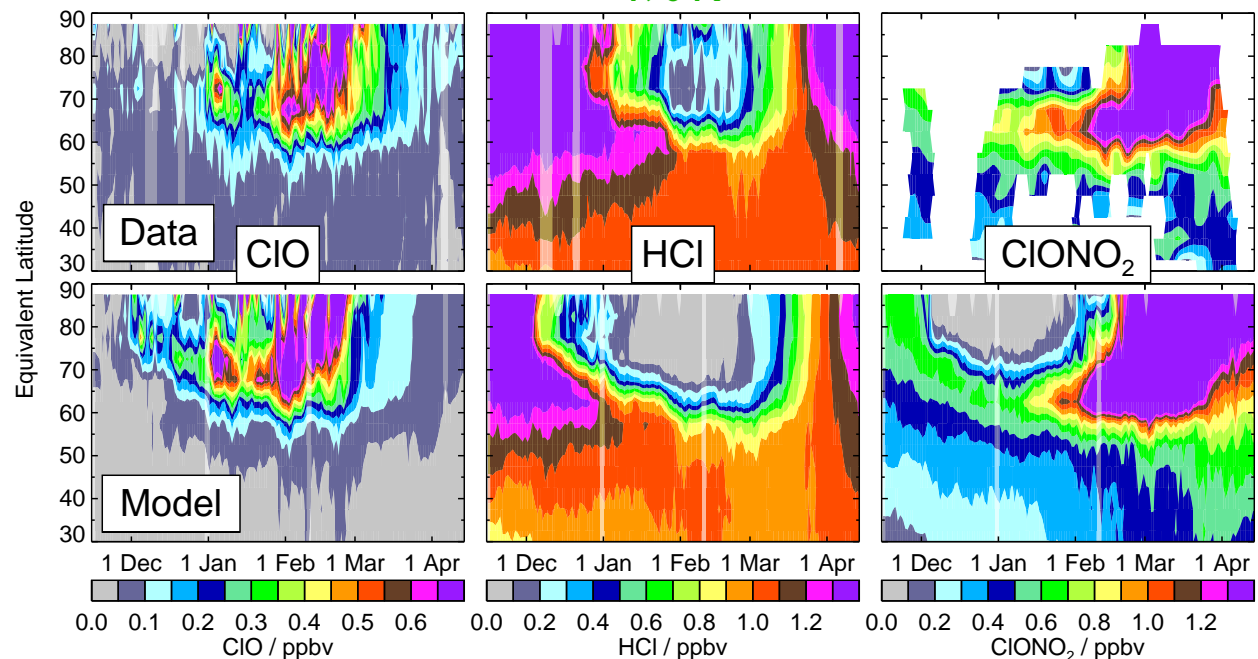 90
80
70
60
50
40
30
Data
ClO
HCl
ClONO2
Equivalent Latitude
90
80
70
60
50
40
30
Model
1 Dec 1 Jan 1 Feb 1 Mar 1 Apr
1 Dec 1 Jan 1 Feb 1 Mar 1 Apr
1 Dec 1 Jan 1 Feb 1 Mar 1 Apr
0.0 0.1 0.2 0.3 0.4 0.5 0.6
ClO / ppbv
0.0 0.2 0.4 0.6 0.8 1.0 1.2
HCl / ppbv
0.0 0.2 0.4 0.6 0.8 1.0 1.2
ClONO2 / ppbv